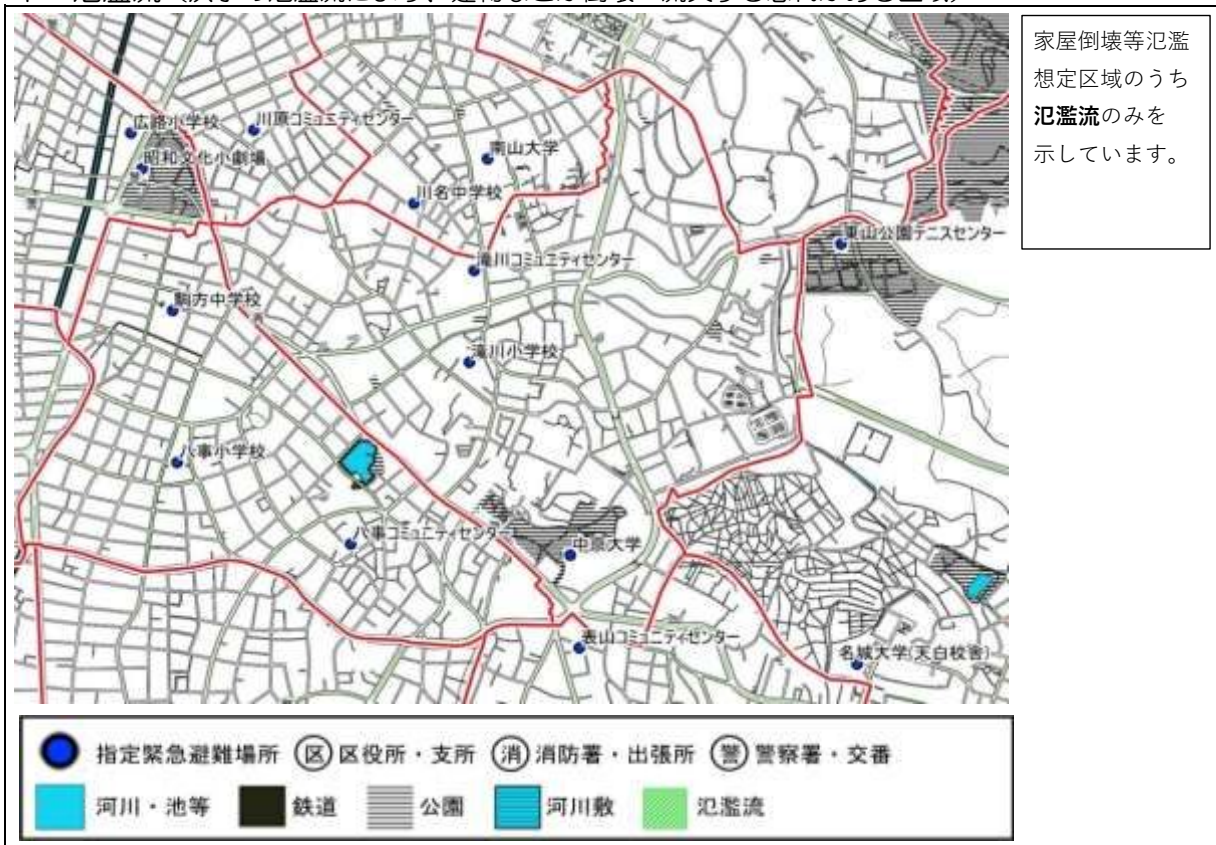 家屋倒壊等氾濫
想定区域のうち
氾濫流のみを
示しています。
広路小学校
川原コミュニティセンター
昭和文化小劇場
南山大学
川名中学校
東山公園テニスセンター
滝川コミュニティセンター
駒方中学校
滝川小学校
八事小学校
八事コミュニティセンター
中京大学
表山コミュニティセンター
名城大学(天白校舎)
指定緊急避難場所 区 区役所・支所 消 消防署・出張所 警 警察署・交番
河川・池等 鉄道 公園 河川敷 氾濫流